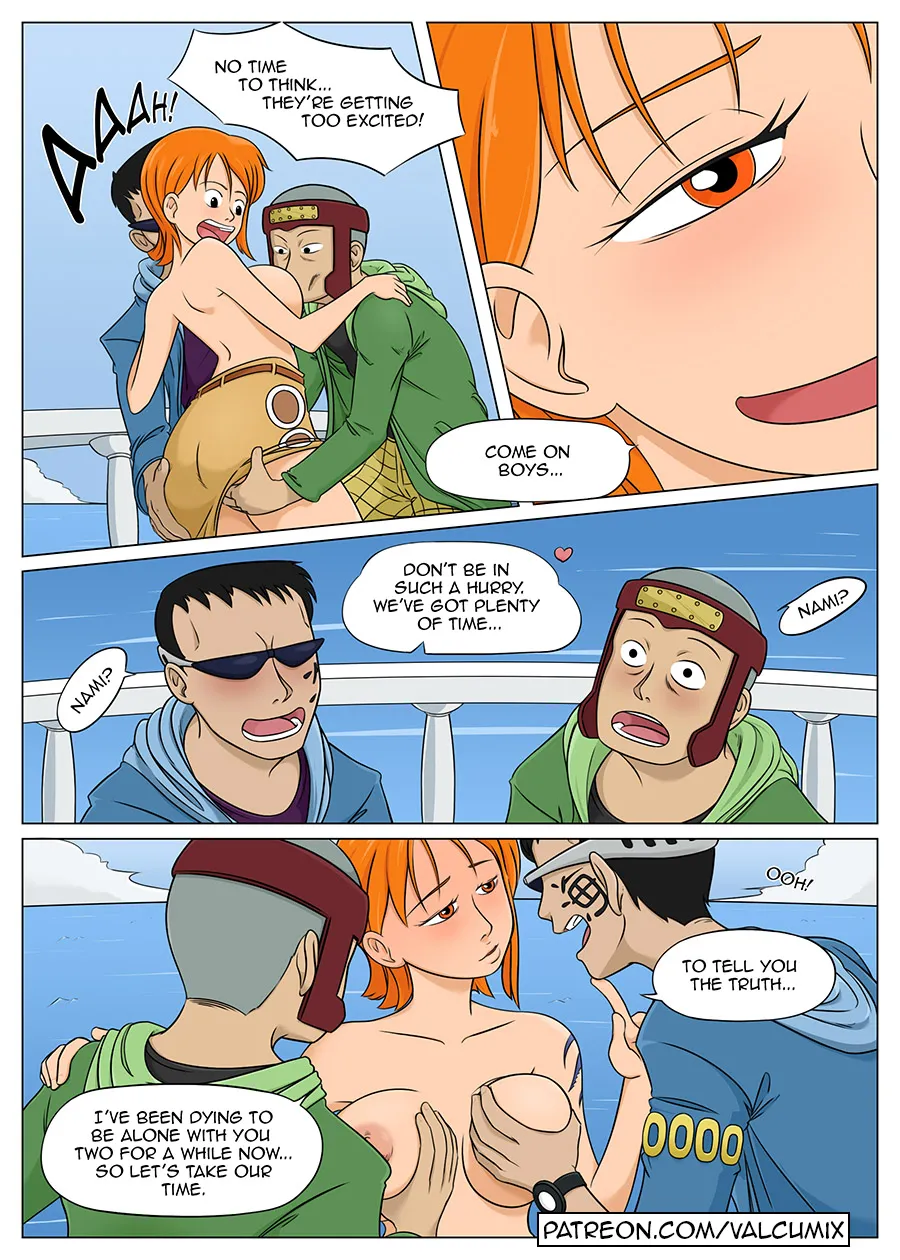 AAAAH!
NO TIME
TO THINK...
THEY'RE GETTING
TOO EXCITED!
COME ON
BOYS...
NAMI?
DON'T BE IN
SUCH A HURRY.
WE'VE GOT PLENTY
OF TIME...
NAMI?
OOH!
TO TELL YOU
THE TRUTH...
I'VE BEEN DYING TO
BE ALONE WITH YOU
TWO FOR A WHILE NOW...
SO LET'S TAKE OUR
TIME.
海
0000
PATREON.COM/VALCUMIX